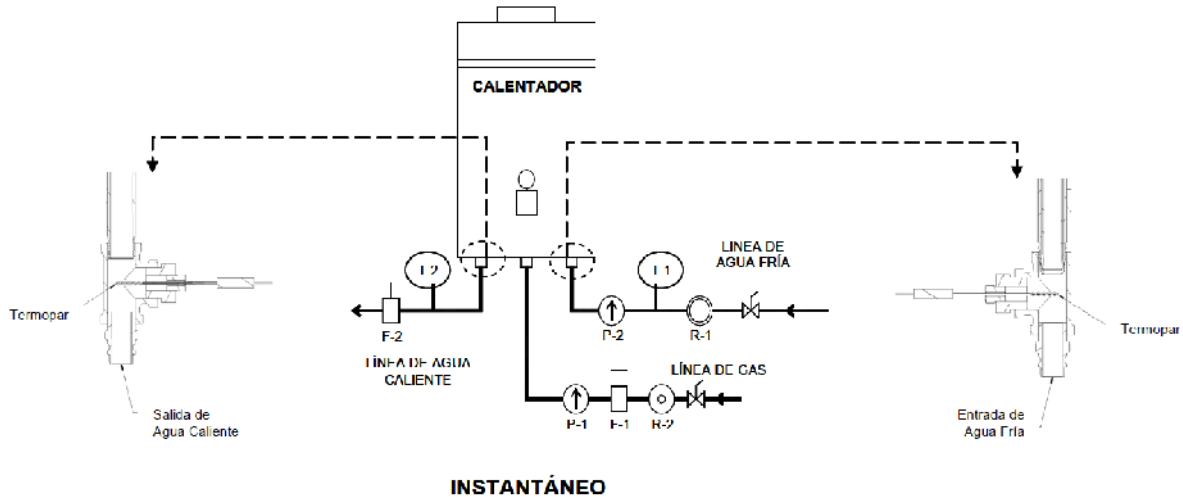 CALENTADOR
T-2
T-1
LINEA DE
AGUA FRÍA
Termopar
Termopar
F-2
P-2
R-1
LÍNEA DE AGUA
CALIENTE
LÍNEA DE GAS
P-1
F-1
R-2
Salida de
Agua Caliente
Entrada de
Agua Fría
INSTANTÁNEO